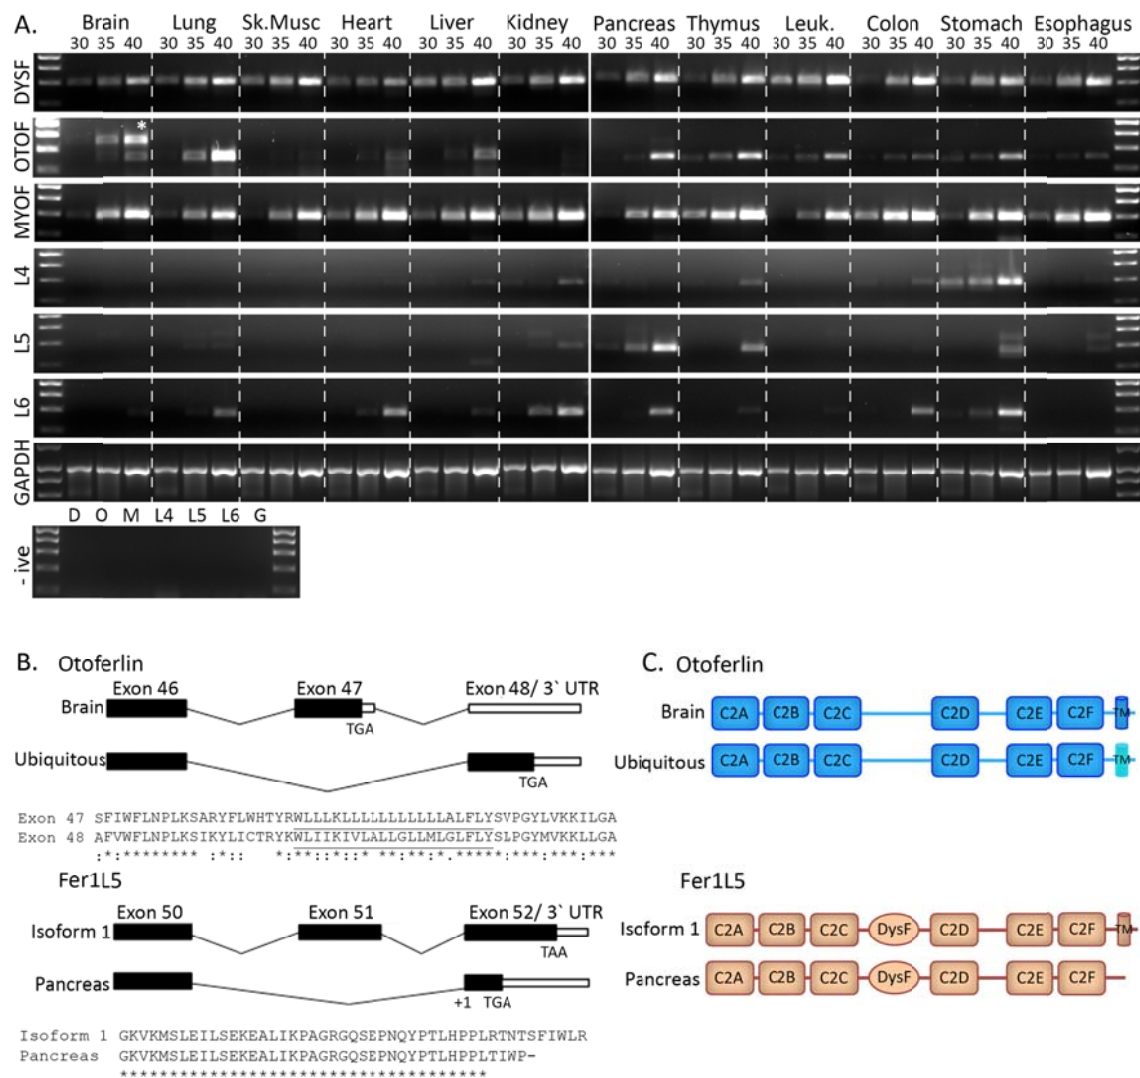 A. Brain Lung Sk.Musc Heart Liver Kidney Pancreas Thymus Leuk. Colon Stomach Esophagus
30 35 40 30 35 40 30 35 40 30 35 40 30 35 40 30 35 40 30 35 40 30 35 40 30 35 40 30 35 40 30 35 40 30 35 40
DYSF
OTOF *
MYOF
L4
L5
L6
GAPDH
D O M L4 L5 L6 G
- ive
B. Otoferlin
Exon 46 Exon 47 Exon 48/ 3` UTR
Brain
TGA
Ubiquitous
TGA
Exon 47 SFIWFLNPLKSARYFLWHTYRWLLLKLLLLLLLLLLLALFLYSVPGYLVKKILGA
Exon 48 AFVWFLNPLKSIKYLICTRYKWLIIKIVLALLGLLMLGLFLYSLPGYMVKKLLGA
Fer1L5
Exon 50 Exon 51 Exon 52/ 3` UTR
Isoform 1
TAA
Pancreas
+1 TGA
Isoform 1 GKVKMSLEILSEKEALIKPAGRGQSEPNQYPTLHPPLRTNTSFIWLR
Pancreas GKVKMSLEILSEKEALIKPAGRGQSEPNQYPTLHPPLTIWP-
*************************************
C. Otoferlin
Brain C2A C2B C2C C2D C2E C2F TM
Ubiquitous C2A C2B C2C C2D C2E C2F TM
Fer1L5
Isoform 1 C2A C2B C2C DysF C2D C2E C2F TM
Pancreas C2A C2B C2C DysF C2D C2E C2F